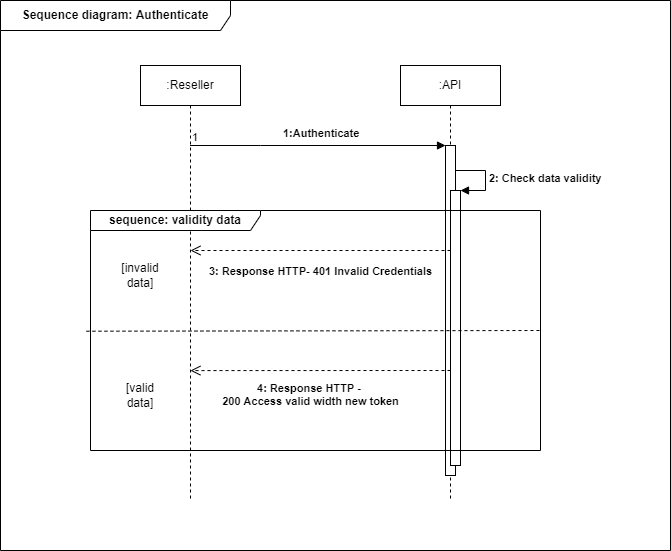 Sequence diagram: Authenticate
:Reseller
:API
1
1:Authenticate
2: Check data validity
sequence: validity data
[invalid
data]
3: Response HTTP- 401 Invalid Credentials
[valid
data]
4: Response HTTP -
200 Access valid width new token